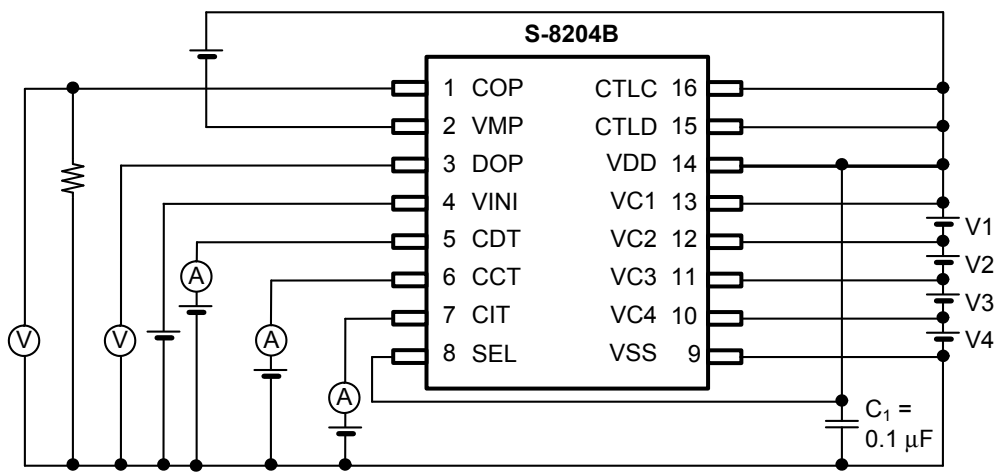 S-8204B
1 COP
2 VMP
3 DOP
4 VINI
5 CDT
6 CCT
7 CIT
8 SEL
CTLC 16
CTLD 15
VDD 14
VC1 13
VC2 12
VC3 11
VC4 10
VSS 9
V
V
A
A
A
V1
V2
V3
V4
C₁ =
0.1 μF